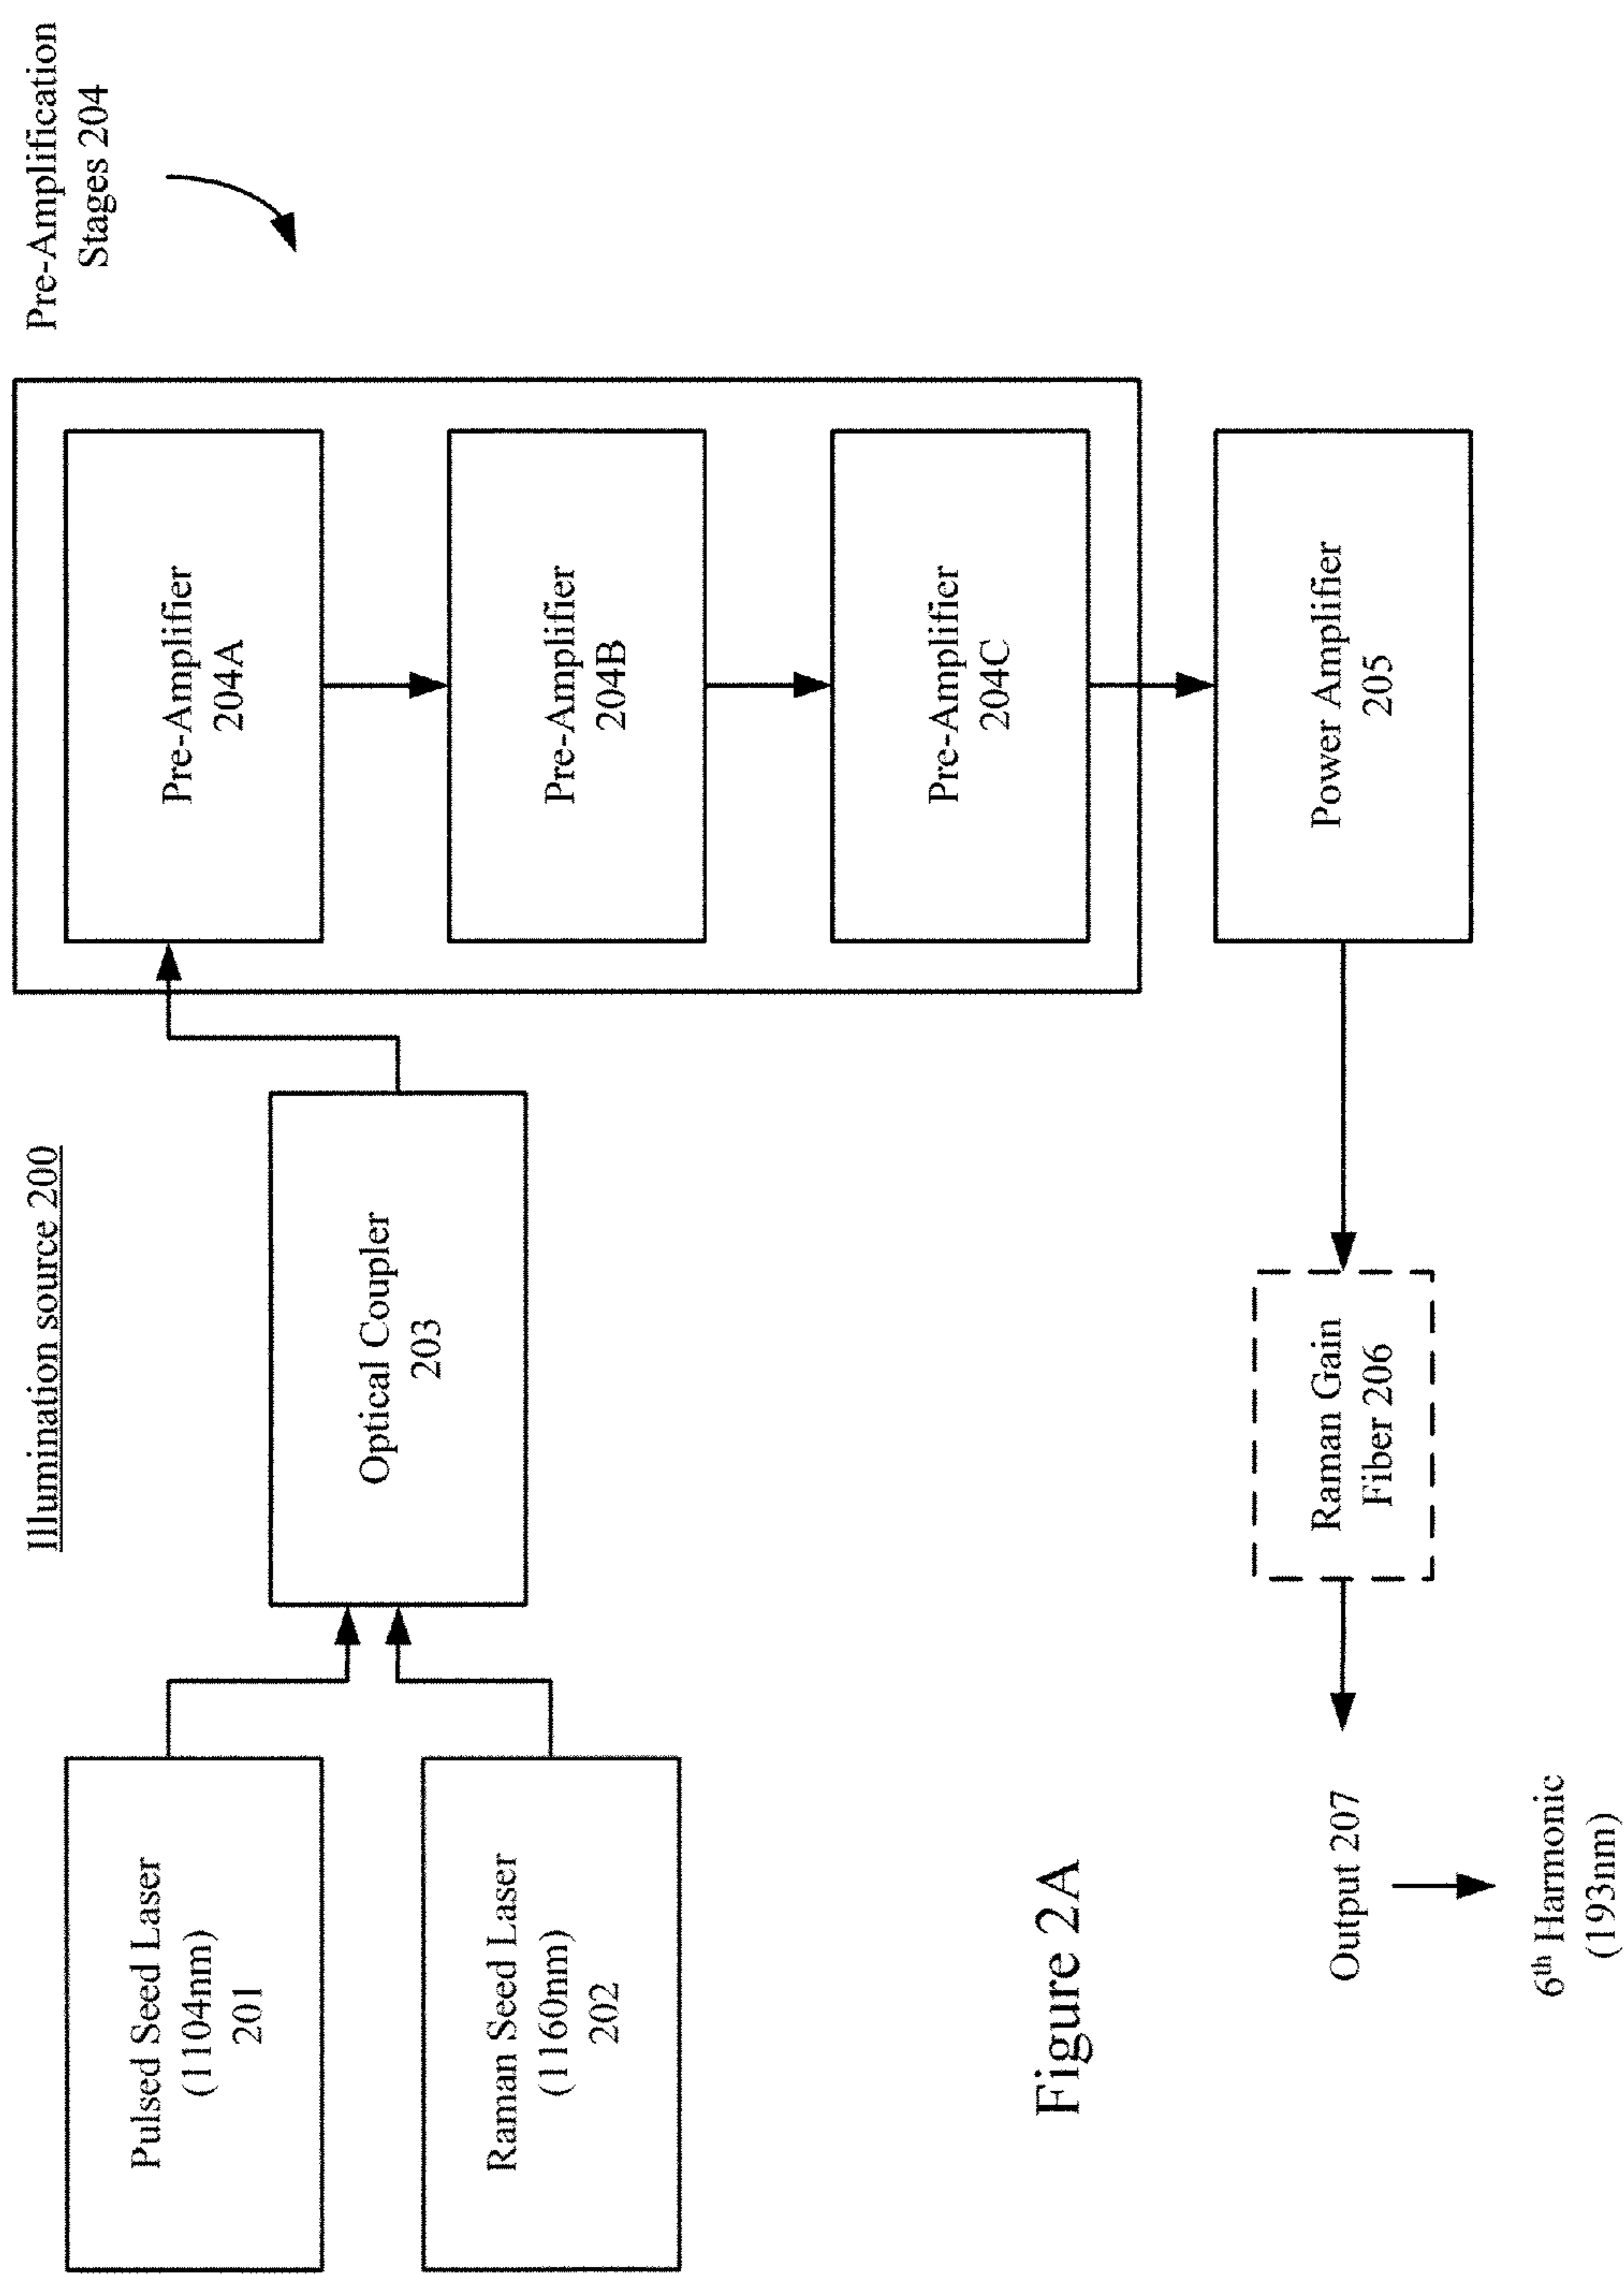 Illumination source 200
Pre-Amplification
Stages 204
Pulsed Seed Laser
(1104nm)
201
Raman Seed Laser
(1160nm)
202
Optical Coupler
203
Pre-Amplifier
204A
Pre-Amplifier
204B
Pre-Amplifier
204C
Power Amplifier
205
Raman Gain
Fiber 206
Output 207
6th Harmonic
(193nm)
Figure 2A